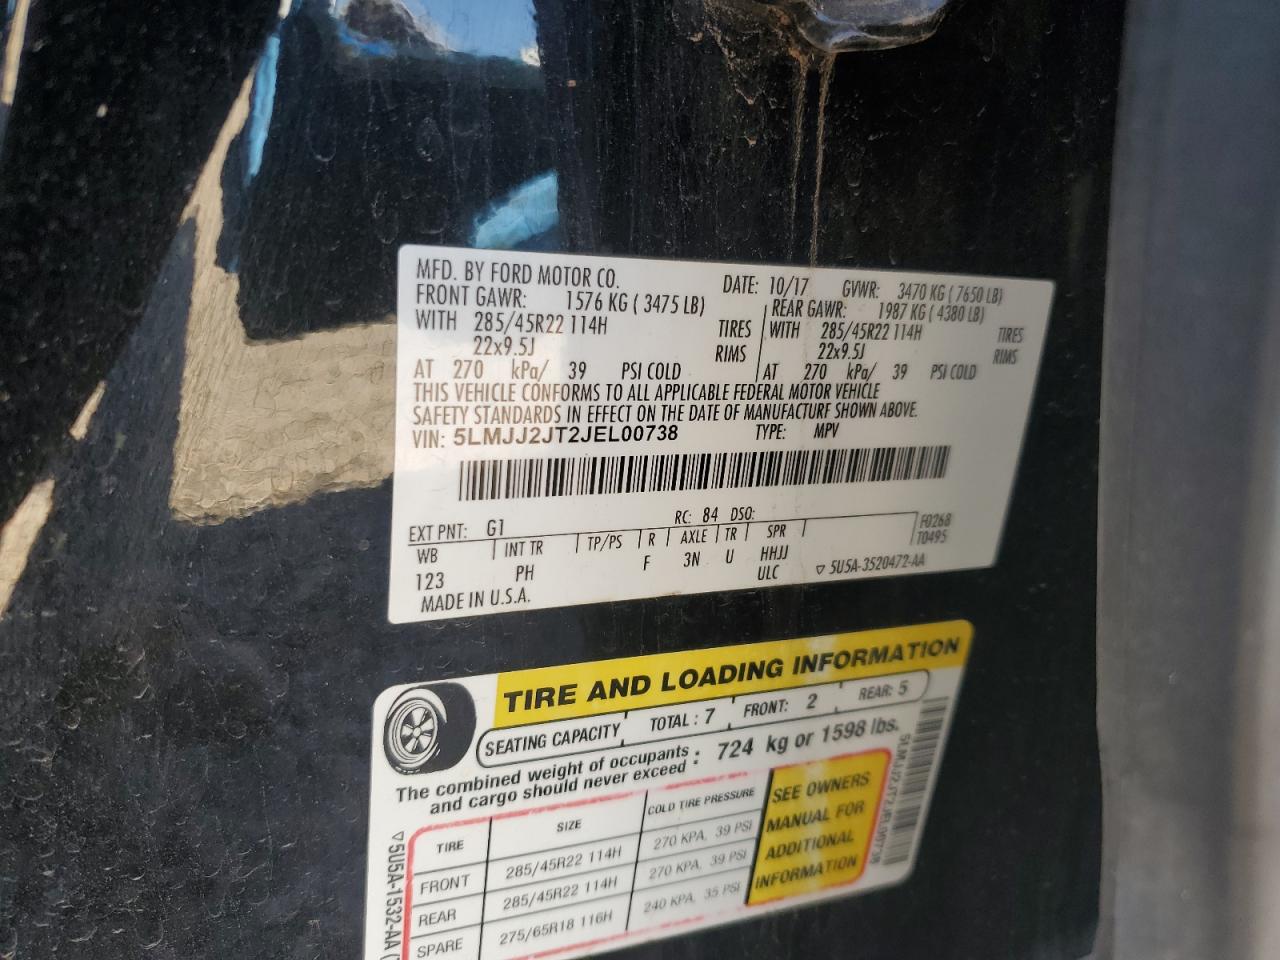 MFD. BY FORD MOTOR CO. DATE: 10/17 GVWR: 3470 KG ( 7650 LB)
FRONT GAWR: 1576 KG ( 3475 LB) REAR GAWR: 1987 KG ( 4380 LB)
WITH 285/45R22 114H TIRES WITH 285/45R22 114H TIRES
22x9.5J RIMS 22x9.5J RIMS
AT 270 kPa/ 39 PSI COLD AT 270 kPa/ 39 PSI COLD
THIS VEHICLE CONFORMS TO ALL APPLICABLE FEDERAL MOTOR VEHICLE
SAFETY STANDARDS IN EFFECT ON THE DATE OF MANUFACTURE SHOWN ABOVE.
VIN: 5LMJJ2JT2JEL00738 TYPE: MPV
EXT PNT: G1 RC: 84 DSO: F0268
WB INT TR TP/PS R AXLE TR SPR T0495
123 PH F 3N U HHJJ
ULC ▽ 5U5A-3520472-AA
MADE IN U.S.A.
TIRE AND LOADING INFORMATION
SEATING CAPACITY TOTAL : 7 FRONT: 2 REAR: 5
The combined weight of occupants : 724 kg or 1598 lbs.
and cargo should never exceed :
TIRE SIZE COLD TIRE PRESSURE
FRONT 285/45R22 114H 270 KPA, 39 PSI
REAR 285/45R22 114H 270 KPA, 39 PSI
SPARE 275/65R18 116H 240 KPA, 35 PSI
SEE OWNERS
MANUAL FOR
ADDITIONAL
INFORMATION
5LMJJ2JT2JEL00738
▽5U5A-1532-AA (